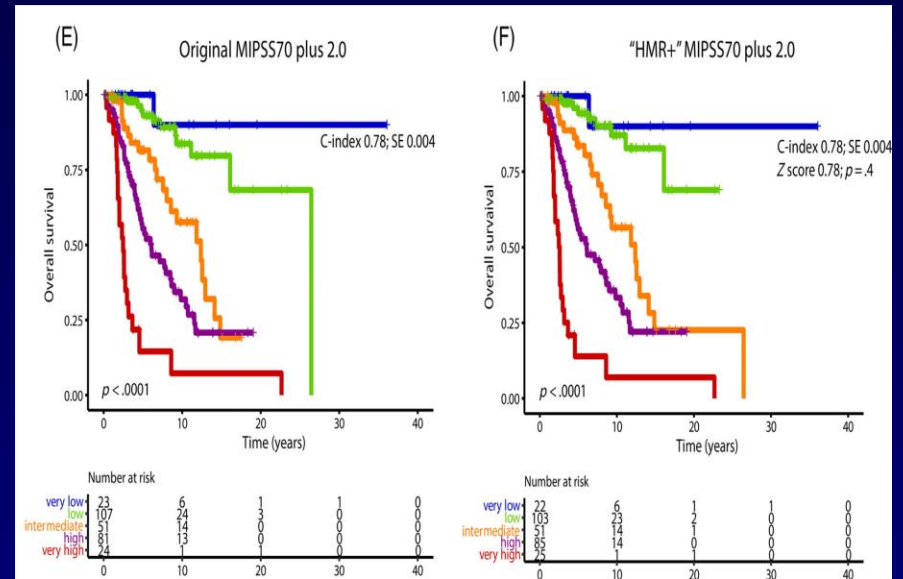 (E)
Original MIPSS70 plus 2.0
1.00
0.75
0.50
0.25
0.00
Overall survaival
C-index 0.78; SE 0.004
p < .0001
0 10 20 30 40
Time (years)
Number at risk
very low 23 6 1 1 0
low 107 24 3 0 0
intermediate 51 14 0 0 0
high 81 13 0 0 0
very high 24 1 1 0 0
0 10 20 30 40
(F)
"HMR+" MIPSS70 plus 2.0
1.00
0.75
0.50
0.25
0.00
Overall survival
C-index 0.78; SE 0.004
Z score 0.78; p = .4
p < .0001
0 10 20 30 40
Time (years)
Number at risk
very low 22 6 1 1 0
low 103 23 2 0 0
intermediate 51 14 0 0
high 85 14 0 0 0
very high 25 1 1 0 0
0 10 20 30 40